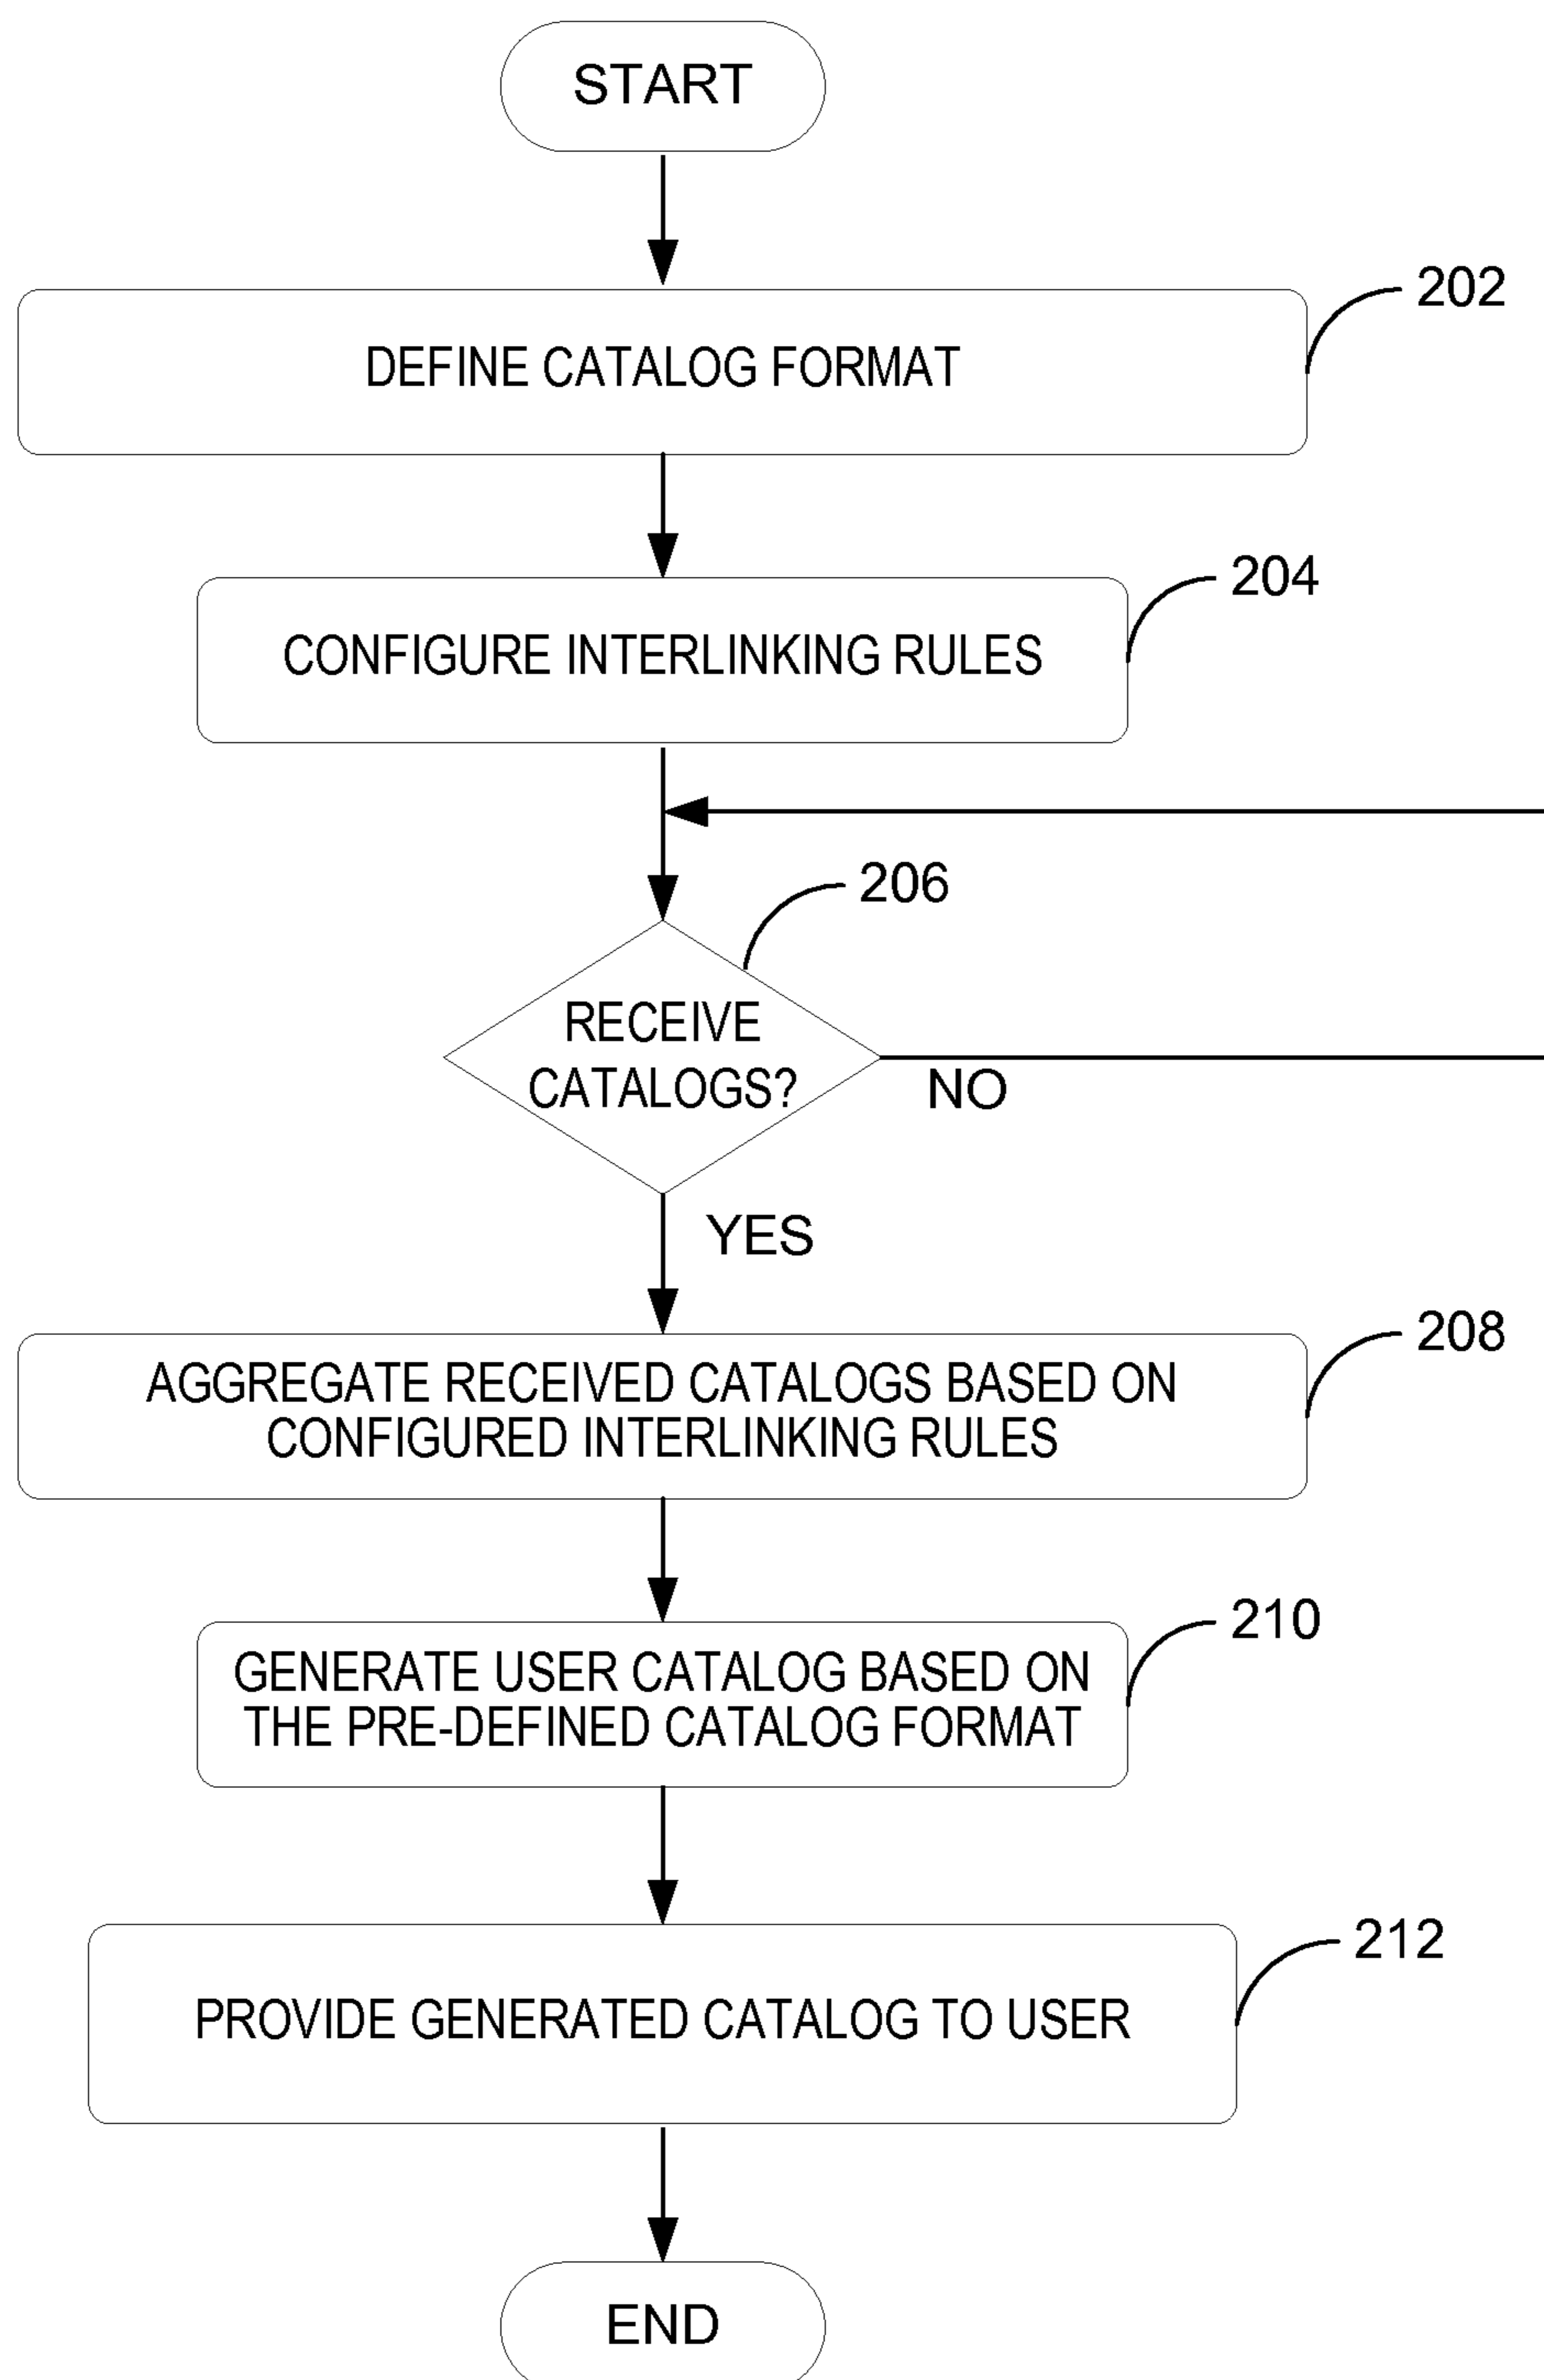 START
202
DEFINE CATALOG FORMAT
204
CONFIGURE INTERLINKING RULES
206
RECEIVE
CATALOGS?
NO
YES
208
AGGREGATE RECEIVED CATALOGS BASED ON
CONFIGURED INTERLINKING RULES
210
GENERATE USER CATALOG BASED ON
THE PRE-DEFINED CATALOG FORMAT
212
PROVIDE GENERATED CATALOG TO USER
END